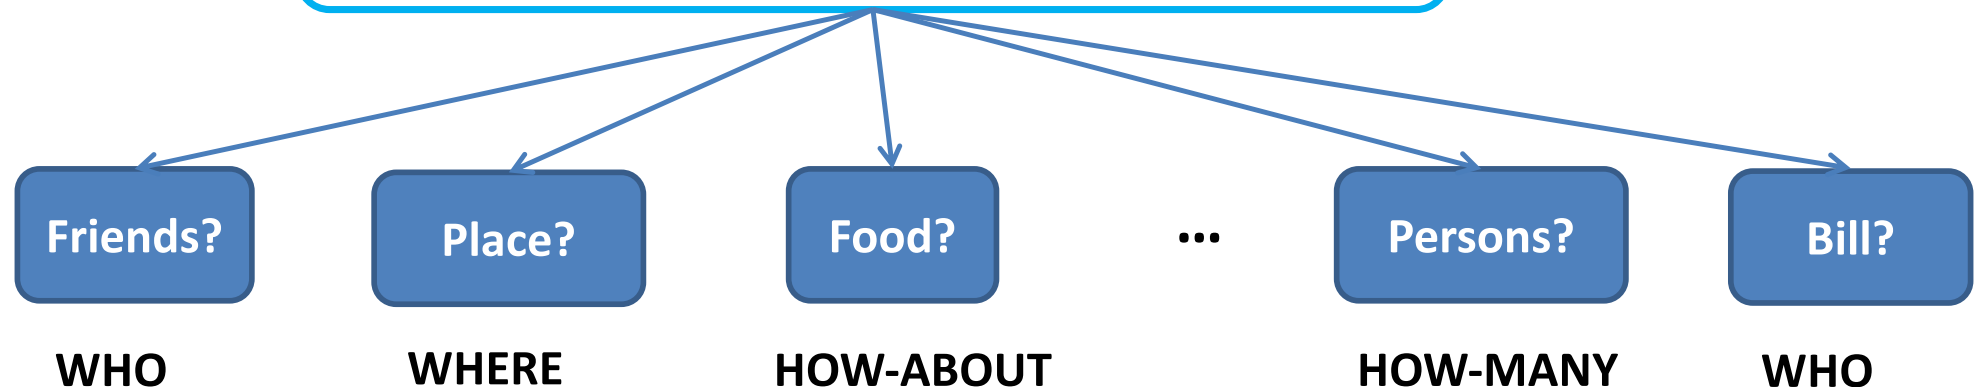 Friends?
Place?
Food?
...
Persons?
Bill?
WHO
WHERE
HOW-ABOUT
HOW-MANY
WHO